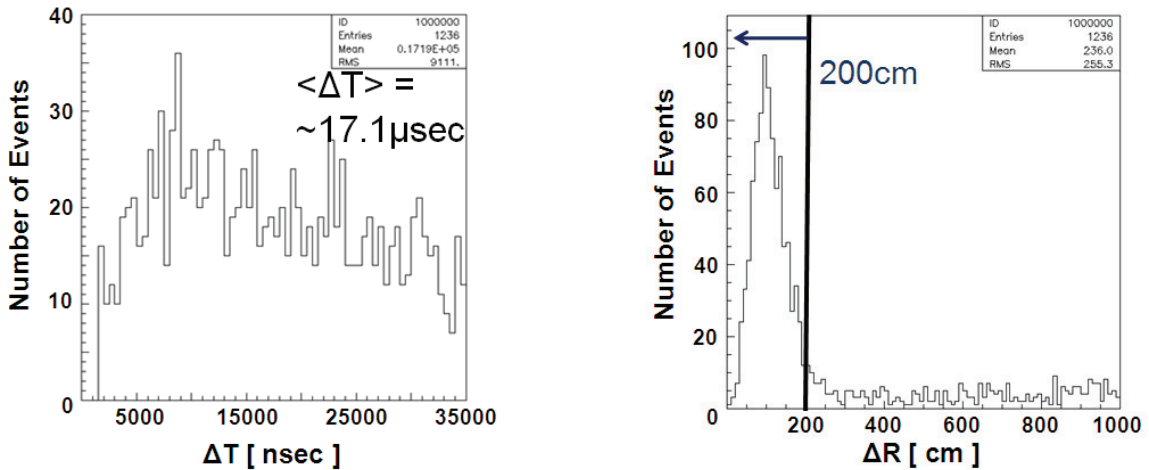 40
30
20
10
0
Number of Events
ID 1000000
Entries 1236
Mean 0.1719E+05
RMS 9111.
<ΔT> =
~17.1μsec
5000 15000 25000 35000
ΔT [ nsec ]
100
80
60
40
20
0
Number of Events
ID 1000000
Entries 1236
Mean 236.0
RMS 255.3
200cm
200 400 600 800 1000
ΔR [ cm ]